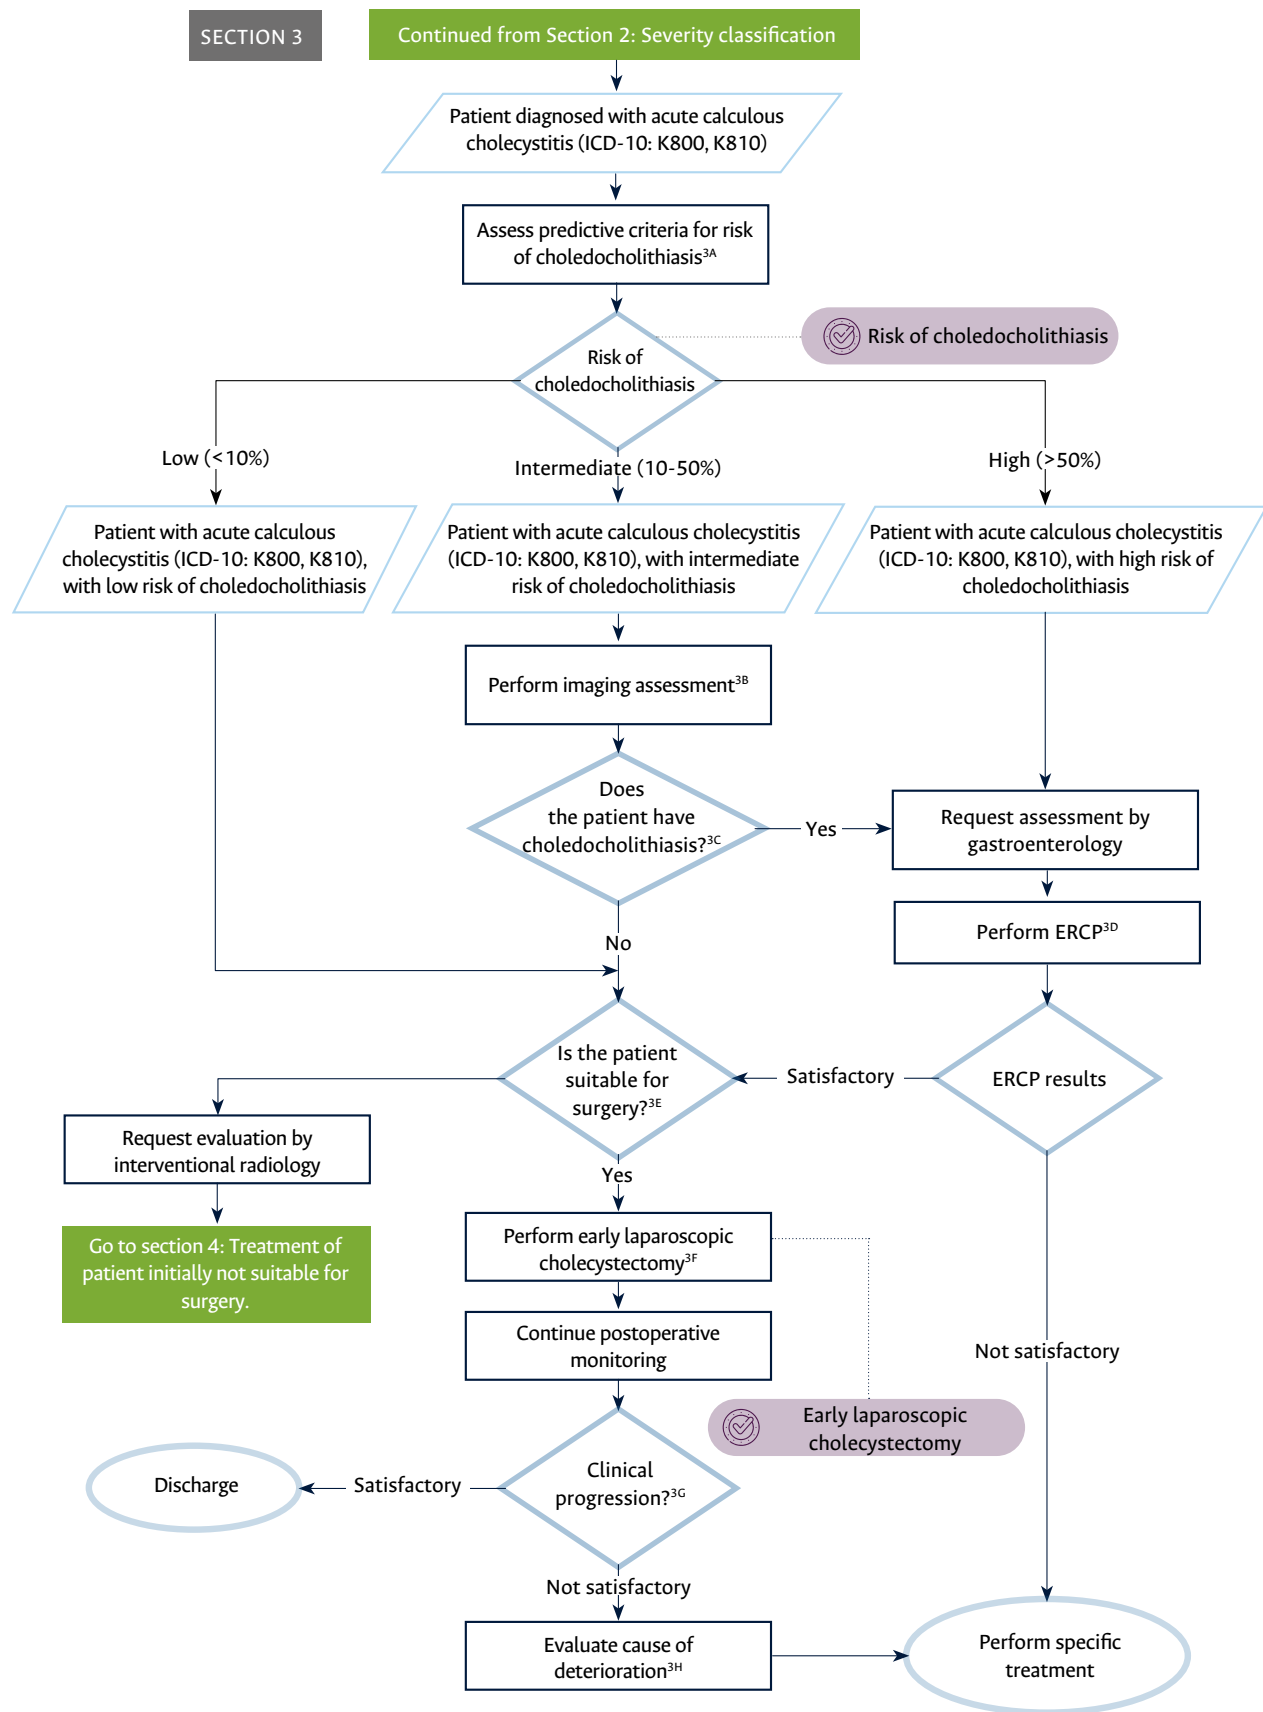 SECTION 3
Continued from Section 2: Severity classification
Patient diagnosed with acute calculous
cholecystitis (ICD-10: K800, K810)
Assess predictive criteria for risk
of choledocholithiasis3A
Risk of choledocholithiasis
Risk of
choledocholithiasis
Low (<10%)
Intermediate (10-50%)
High (>50%)
Patient with acute calculous
cholecystitis (ICD-10: K800, K810),
with low risk of choledocholithiasis
Patient with acute calculous cholecystitis
(ICD-10: K800, K810), with intermediate
risk of choledocholithiasis
Patient with acute calculous cholecystitis
(ICD-10: K800, K810), with high risk of
choledocholithiasis
Perform imaging assessment3B
Does
the patient have
choledocholithiasis?3C
Yes
Request assessment by
gastroenterology
Perform ERCP3D
No
Is the patient
suitable for
surgery?3E
Satisfactory
ERCP results
Request evaluation by
interventional radiology
Yes
Go to section 4: Treatment of
patient initially not suitable for
surgery.
Perform early laparoscopic
cholecystectomy3F
Continue postoperative
monitoring
Not satisfactory
Early laparoscopic
cholecystectomy
Clinical
progression?3G
Satisfactory
Discharge
Not satisfactory
Evaluate cause of
deterioration3H
Perform specific
treatment